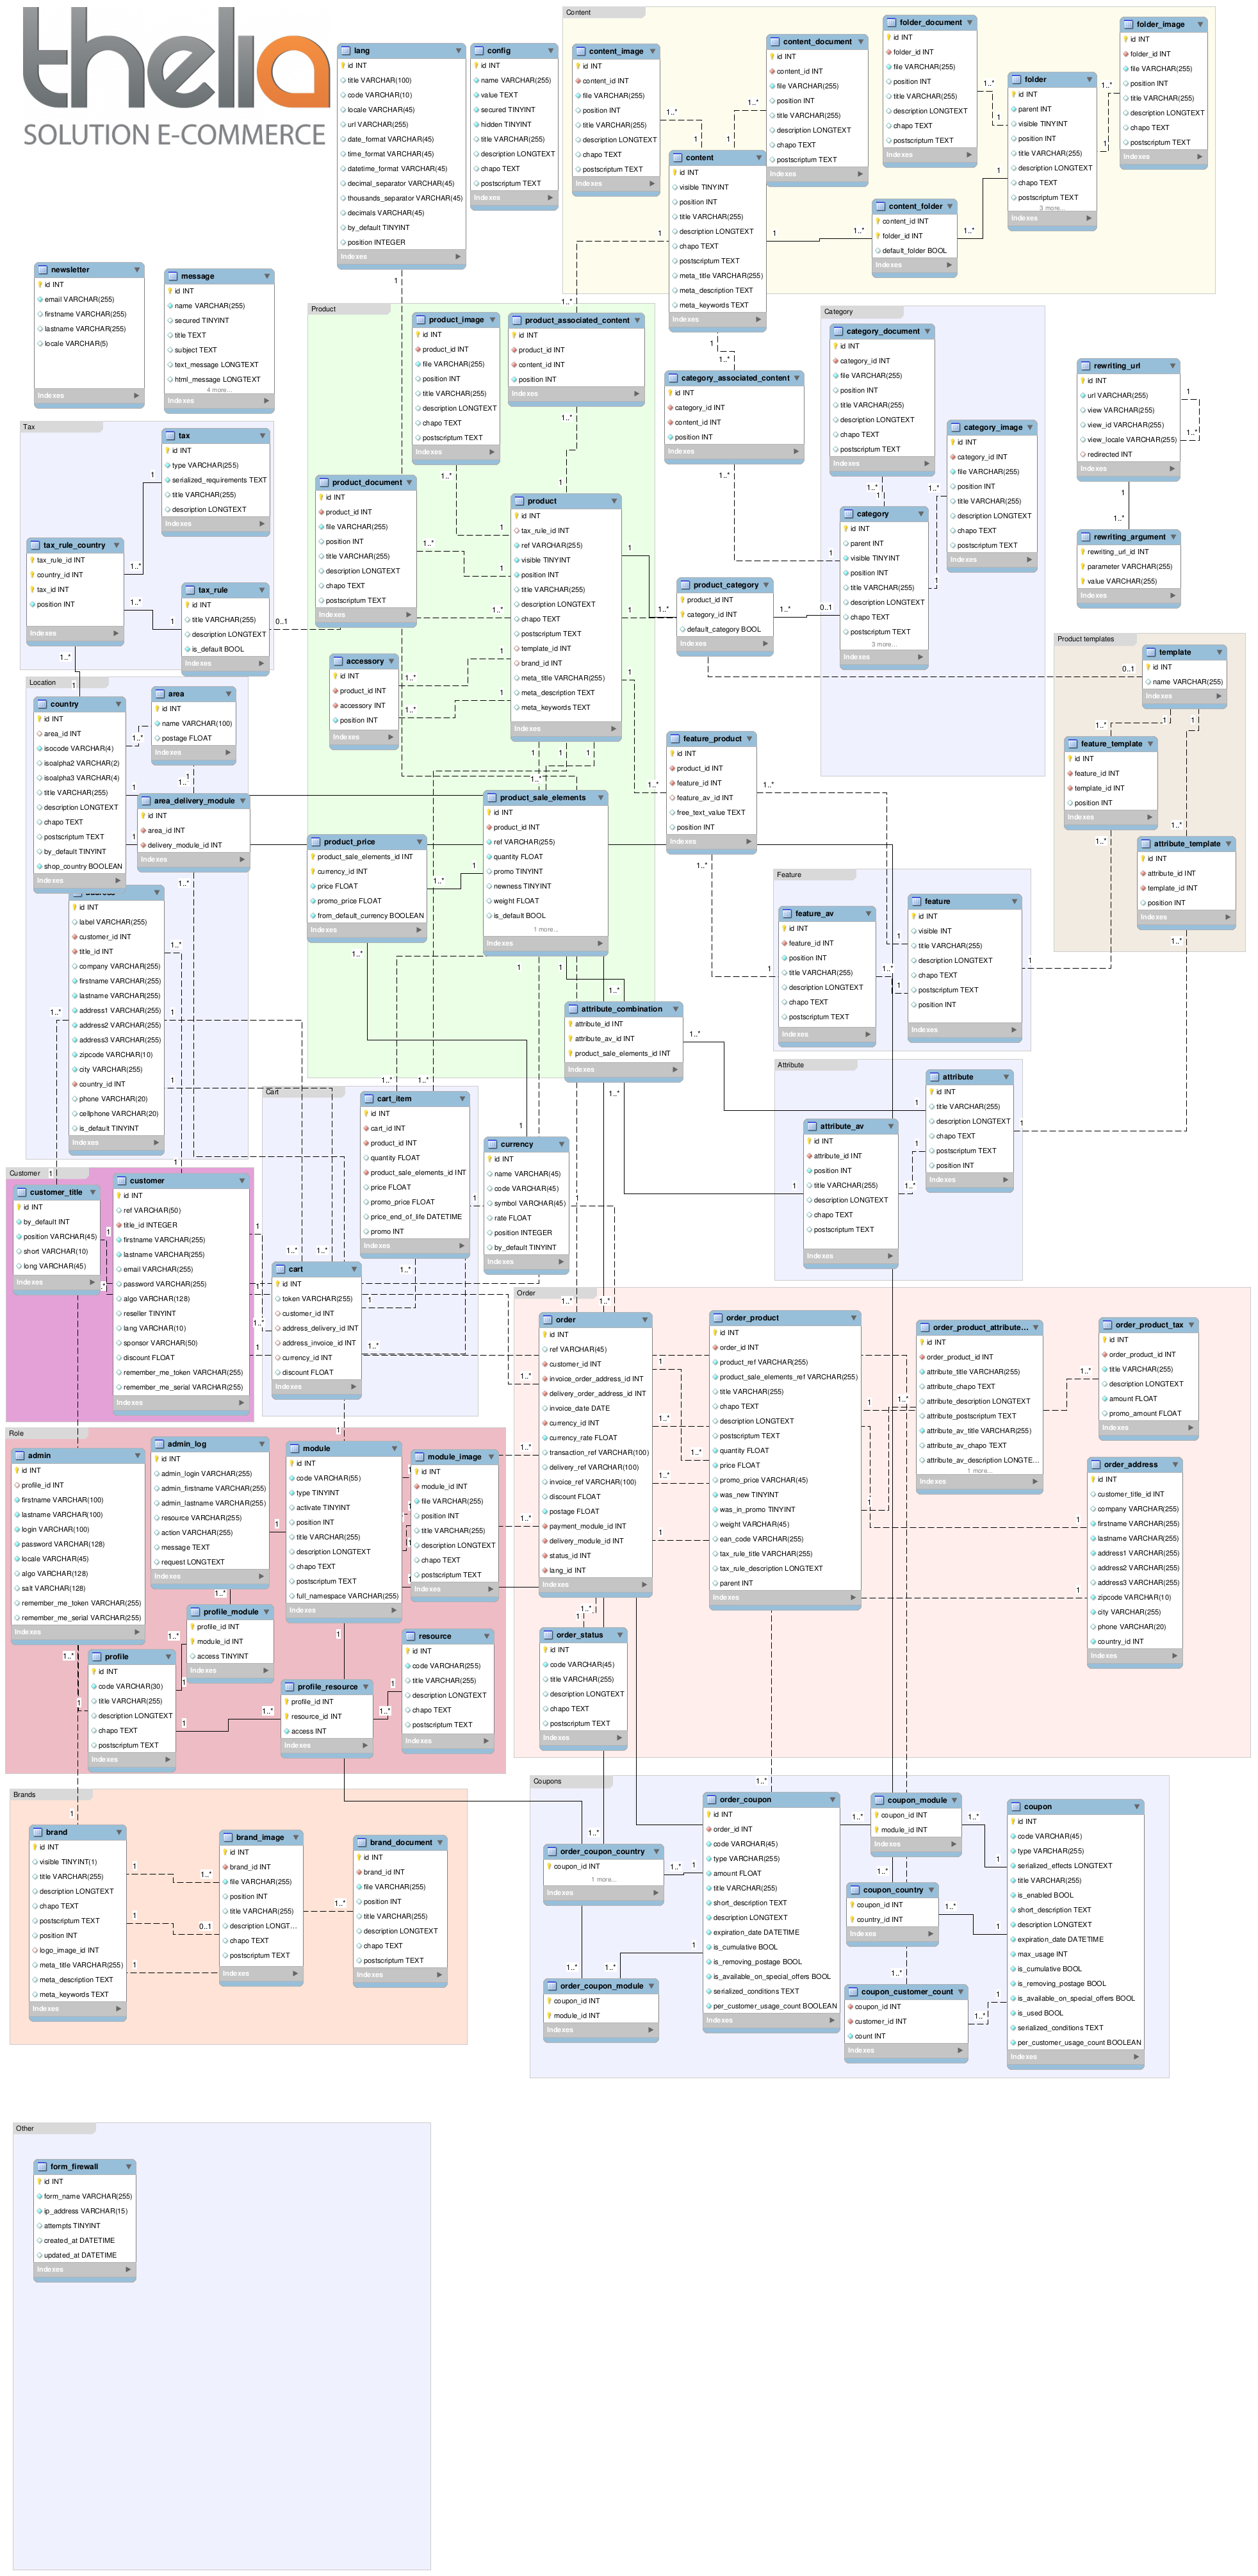 thelia
SOLUTION E-COMMERCE
lang
id INT
title VARCHAR(100)
code VARCHAR(10)
locale VARCHAR(45)
url VARCHAR(255)
date_format VARCHAR(45)
time_format VARCHAR(45)
datetime_format VARCHAR(45)
decimal_separator VARCHAR(45)
thousands_separator VARCHAR(45)
decimals VARCHAR(45)
by_default TINYINT
position INTEGER
Indexes
config
id INT
name VARCHAR(255)
value TEXT
secured TINYINT
hidden TINYINT
title VARCHAR(255)
description LONGTEXT
chapo TEXT
postscriptum TEXT
Indexes
Content
content_image
id INT
content_id INT
file VARCHAR(255)
position INT
title VARCHAR(255)
description LONGTEXT
chapo TEXT
postscriptum TEXT
Indexes
content_document
id INT
content_id INT
file VARCHAR(255)
position INT
title VARCHAR(255)
description LONGTEXT
chapo TEXT
postscriptum TEXT
Indexes
folder_document
id INT
folder_id INT
file VARCHAR(255)
position INT
title VARCHAR(255)
description LONGTEXT
chapo TEXT
postscriptum TEXT
Indexes
folder
id INT
parent INT
visible TINYINT
position INT
title VARCHAR(255)
description LONGTEXT
chapo TEXT
postscriptum TEXT
3 more...
Indexes
folder_image
id INT
folder_id INT
file VARCHAR(255)
position INT
title VARCHAR(255)
description LONGTEXT
chapo TEXT
postscriptum TEXT
Indexes
content
id INT
visible TINYINT
position INT
title VARCHAR(255)
description LONGTEXT
chapo TEXT
postscriptum TEXT
meta_title VARCHAR(255)
meta_description TEXT
meta_keywords TEXT
Indexes
content_folder
content_id INT
folder_id INT
default_folder BOOL
Indexes
newsletter
id INT
email VARCHAR(255)
firstname VARCHAR(255)
lastname VARCHAR(255)
locale VARCHAR(5)
Indexes
message
id INT
name VARCHAR(255)
secured TINYINT
title TEXT
subject TEXT
text_message LONGTEXT
html_message LONGTEXT
4 more...
Indexes
Product
product_image
id INT
product_id INT
file VARCHAR(255)
position INT
title VARCHAR(255)
description LONGTEXT
chapo TEXT
postscriptum TEXT
Indexes
product_associated_content
id INT
product_id INT
content_id INT
position INT
Indexes
category_associated_content
id INT
category_id INT
content_id INT
position INT
Indexes
Category
category_document
id INT
category_id INT
file VARCHAR(255)
position INT
title VARCHAR(255)
description LONGTEXT
chapo TEXT
postscriptum TEXT
Indexes
category_image
id INT
category_id INT
file VARCHAR(255)
position INT
title VARCHAR(255)
description LONGTEXT
chapo TEXT
postscriptum TEXT
Indexes
category
id INT
parent INT
visible TINYINT
position INT
title VARCHAR(255)
description LONGTEXT
chapo TEXT
postscriptum TEXT
3 more...
Indexes
rewriting_url
id INT
url VARCHAR(255)
view VARCHAR(255)
view_id VARCHAR(255)
view_locale VARCHAR(255)
redirected INT
Indexes
rewriting_argument
rewriting_url_id INT
parameter VARCHAR(255)
value VARCHAR(255)
Indexes
Tax
tax
id INT
type VARCHAR(255)
serialized_requirements TEXT
title VARCHAR(255)
description LONGTEXT
Indexes
tax_rule_country
tax_rule_id INT
country_id INT
tax_id INT
position INT
Indexes
tax_rule
id INT
title VARCHAR(255)
description LONGTEXT
is_default BOOL
Indexes
product_document
id INT
product_id INT
file VARCHAR(255)
position INT
title VARCHAR(255)
description LONGTEXT
chapo TEXT
postscriptum TEXT
Indexes
product
id INT
tax_rule_id INT
ref VARCHAR(255)
visible TINYINT
position INT
title VARCHAR(255)
description LONGTEXT
chapo TEXT
postscriptum TEXT
template_id INT
brand_id INT
meta_title VARCHAR(255)
meta_description TEXT
meta_keywords TEXT
Indexes
product_category
product_id INT
category_id INT
default_category BOOL
Indexes
accessory
id INT
product_id INT
accessory INT
position INT
Indexes
Product templates
template
id INT
name VARCHAR(255)
Indexes
feature_template
id INT
feature_id INT
template_id INT
position INT
Indexes
attribute_template
id INT
attribute_id INT
template_id INT
position INT
Indexes
Location
country
id INT
area_id INT
isocode VARCHAR(4)
isoalpha2 VARCHAR(2)
isoalpha3 VARCHAR(4)
title VARCHAR(255)
description LONGTEXT
chapo TEXT
postscriptum TEXT
by_default TINYINT
shop_country BOOLEAN
Indexes
area
id INT
name VARCHAR(100)
postage FLOAT
Indexes
area_delivery_module
id INT
area_id INT
delivery_module_id INT
Indexes
id INT
label VARCHAR(255)
customer_id INT
title_id INT
company VARCHAR(255)
firstname VARCHAR(255)
lastname VARCHAR(255)
address1 VARCHAR(255)
address2 VARCHAR(255)
address3 VARCHAR(255)
zipcode VARCHAR(10)
city VARCHAR(255)
country_id INT
phone VARCHAR(20)
cellphone VARCHAR(20)
is_default TINYINT
Indexes
product_price
product_sale_elements_id INT
currency_id INT
price FLOAT
promo_price FLOAT
from_default_currency BOOLEAN
Indexes
product_sale_elements
id INT
product_id INT
ref VARCHAR(255)
quantity FLOAT
promo TINYINT
newness TINYINT
weight FLOAT
is_default BOOL
1 more...
Indexes
feature_product
id INT
product_id INT
feature_id INT
feature_av_id INT
free_text_value TEXT
position INT
Indexes
Feature
feature_av
id INT
feature_id INT
position INT
title VARCHAR(255)
description LONGTEXT
chapo TEXT
postscriptum TEXT
Indexes
feature
id INT
visible INT
title VARCHAR(255)
description LONGTEXT
chapo TEXT
postscriptum TEXT
position INT
Indexes
attribute_combination
attribute_id INT
attribute_av_id INT
product_sale_elements_id INT
Indexes
Attribute
attribute
id INT
title VARCHAR(255)
description LONGTEXT
chapo TEXT
postscriptum TEXT
position INT
Indexes
attribute_av
id INT
attribute_id INT
position INT
title VARCHAR(255)
description LONGTEXT
chapo TEXT
postscriptum TEXT
Indexes
Cart
cart_item
id INT
cart_id INT
product_id INT
quantity FLOAT
product_sale_elements_id INT
price FLOAT
promo_price FLOAT
price_end_of_life DATETIME
promo INT
Indexes
currency
id INT
name VARCHAR(45)
code VARCHAR(45)
symbol VARCHAR(45)
rate FLOAT
position INTEGER
by_default TINYINT
Indexes
cart
id INT
token VARCHAR(255)
customer_id INT
address_delivery_id INT
address_invoice_id INT
currency_id INT
discount FLOAT
Indexes
Customer
customer_title
id INT
by_default INT
position VARCHAR(45)
short VARCHAR(10)
long VARCHAR(45)
Indexes
customer
id INT
ref VARCHAR(50)
title_id INTEGER
firstname VARCHAR(255)
lastname VARCHAR(255)
email VARCHAR(255)
password VARCHAR(255)
algo VARCHAR(128)
reseller TINYINT
lang VARCHAR(10)
sponsor VARCHAR(50)
discount FLOAT
remember_me_token VARCHAR(255)
remember_me_serial VARCHAR(255)
Indexes
Order
order
id INT
ref VARCHAR(45)
customer_id INT
invoice_order_address_id INT
delivery_order_address_id INT
invoice_date DATE
currency_id INT
currency_rate FLOAT
transaction_ref VARCHAR(100)
delivery_ref VARCHAR(100)
invoice_ref VARCHAR(100)
discount FLOAT
postage FLOAT
payment_module_id INT
delivery_module_id INT
status_id INT
lang_id INT
Indexes
order_product
id INT
order_id INT
product_ref VARCHAR(255)
product_sale_elements_ref VARCHAR(255)
title VARCHAR(255)
chapo TEXT
description LONGTEXT
postscriptum TEXT
quantity FLOAT
price FLOAT
promo_price VARCHAR(45)
was_new TINYINT
was_in_promo TINYINT
weight VARCHAR(45)
ean_code VARCHAR(255)
tax_rule_title VARCHAR(255)
tax_rule_description LONGTEXT
parent INT
Indexes
order_product_attribute...
id INT
order_product_id INT
attribute_title VARCHAR(255)
attribute_chapo TEXT
attribute_description LONGTEXT
attribute_postscriptum TEXT
attribute_av_title VARCHAR(255)
attribute_av_chapo TEXT
attribute_av_description LONGTE...
1 more...
Indexes
order_product_tax
id INT
order_product_id INT
title VARCHAR(255)
description LONGTEXT
amount FLOAT
promo_amount FLOAT
Indexes
order_address
id INT
customer_title_id INT
company VARCHAR(255)
firstname VARCHAR(255)
lastname VARCHAR(255)
address1 VARCHAR(255)
address2 VARCHAR(255)
address3 VARCHAR(255)
zipcode VARCHAR(10)
city VARCHAR(255)
phone VARCHAR(20)
country_id INT
Indexes
order_status
id INT
code VARCHAR(45)
title VARCHAR(255)
description LONGTEXT
chapo TEXT
postscriptum TEXT
Indexes
Role
admin
id INT
profile_id INT
firstname VARCHAR(100)
lastname VARCHAR(100)
login VARCHAR(100)
password VARCHAR(128)
locale VARCHAR(45)
algo VARCHAR(128)
salt VARCHAR(128)
remember_me_token VARCHAR(255)
remember_me_serial VARCHAR(255)
Indexes
admin_log
id INT
admin_login VARCHAR(255)
admin_firstname VARCHAR(255)
admin_lastname VARCHAR(255)
resource VARCHAR(255)
action VARCHAR(255)
message TEXT
request LONGTEXT
Indexes
module
id INT
code VARCHAR(55)
type TINYINT
activate TINYINT
position INT
title VARCHAR(255)
description LONGTEXT
chapo TEXT
postscriptum TEXT
full_namespace VARCHAR(255)
Indexes
module_image
id INT
module_id INT
file VARCHAR(255)
position INT
title VARCHAR(255)
description LONGTEXT
chapo TEXT
postscriptum TEXT
Indexes
profile_module
profile_id INT
module_id INT
access TINYINT
Indexes
profile
id INT
code VARCHAR(30)
title VARCHAR(255)
description LONGTEXT
chapo TEXT
postscriptum TEXT
Indexes
profile_resource
profile_id INT
resource_id INT
access INT
Indexes
resource
id INT
code VARCHAR(255)
title VARCHAR(255)
description LONGTEXT
chapo TEXT
postscriptum TEXT
Indexes
Brands
brand
id INT
visible TINYINT(1)
title VARCHAR(255)
description LONGTEXT
chapo TEXT
postscriptum TEXT
position INT
logo_image_id INT
meta_title VARCHAR(255)
meta_description TEXT
meta_keywords TEXT
Indexes
brand_image
id INT
brand_id INT
file VARCHAR(255)
position INT
title VARCHAR(255)
description LONGT...
chapo TEXT
postscriptum TEXT
Indexes
brand_document
id INT
brand_id INT
file VARCHAR(255)
position INT
title VARCHAR(255)
description LONGTEXT
chapo TEXT
postscriptum TEXT
Indexes
Coupons
order_coupon_country
coupon_id INT
1 more...
Indexes
order_coupon_module
coupon_id INT
module_id INT
Indexes
order_coupon
id INT
order_id INT
code VARCHAR(45)
type VARCHAR(255)
amount FLOAT
title VARCHAR(255)
short_description TEXT
description LONGTEXT
expiration_date DATETIME
is_cumulative BOOL
is_removing_postage BOOL
is_available_on_special_offers BOOL
serialized_conditions TEXT
per_customer_usage_count BOOLEAN
Indexes
coupon_module
coupon_id INT
module_id INT
Indexes
coupon_country
coupon_id INT
country_id INT
Indexes
coupon_customer_count
coupon_id INT
customer_id INT
count INT
Indexes
coupon
id INT
code VARCHAR(45)
type VARCHAR(255)
serialized_effects LONGTEXT
title VARCHAR(255)
is_enabled BOOL
short_description TEXT
description LONGTEXT
expiration_date DATETIME
max_usage INT
is_cumulative BOOL
is_removing_postage BOOL
is_available_on_special_offers BOOL
is_used BOOL
serialized_conditions TEXT
per_customer_usage_count BOOLEAN
Indexes
Other
form_firewall
id INT
form_name VARCHAR(255)
ip_address VARCHAR(15)
attempts TINYINT
created_at DATETIME
updated_at DATETIME
Indexes